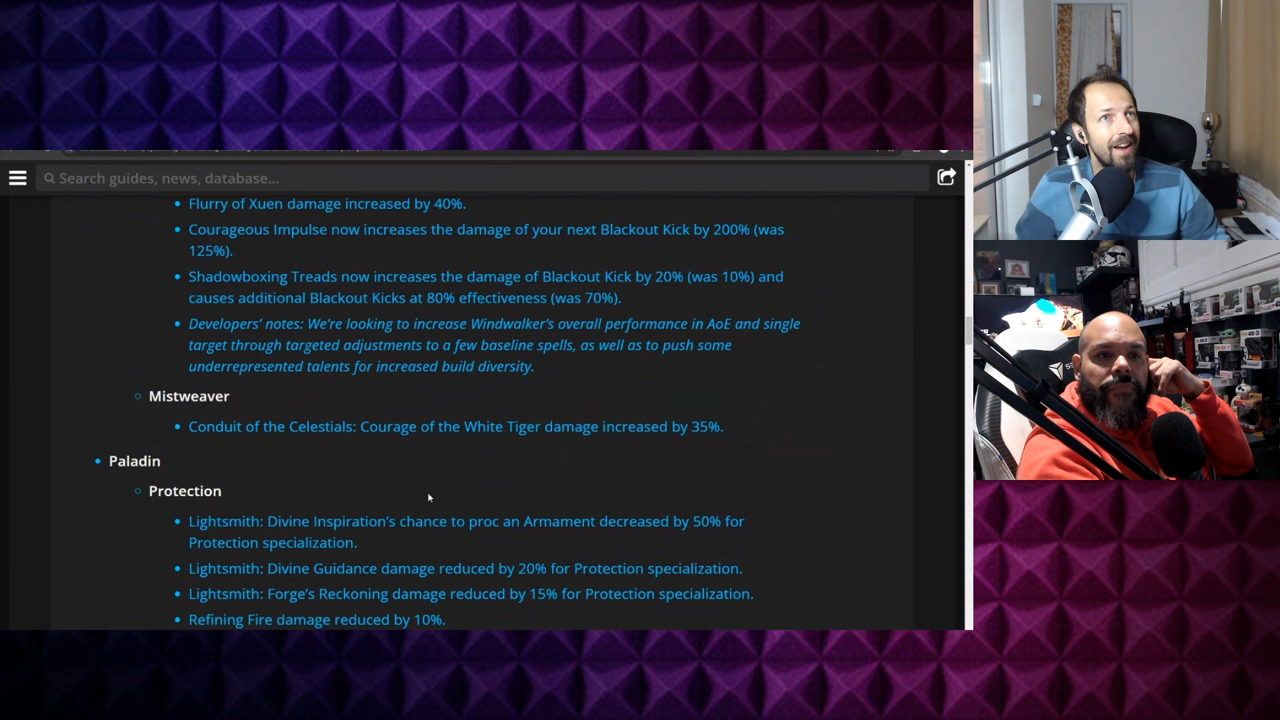 Search guides, news, database...
Flurry of Xuen damage increased by 40%.
Courageous Impulse now increases the damage of your next Blackout Kick by 200% (was
125%).
Shadowboxing Treads now increases the damage of Blackout Kick by 20% (was 10%) and
causes additional Blackout Kicks at 80% effectiveness (was 70%).
Developers' notes: We're looking to increase Windwalker's overall performance in AoE and single
target through targeted adjustments to a few baseline spells, as well as to push some
underrepresented talents for increased build diversity.
Mistweaver
Conduit of the Celestials: Courage of the White Tiger damage increased by 35%.
Paladin
Protection
Lightsmith: Divine Inspiration's chance to proc an Armament decreased by 50% for
Protection specialization.
Lightsmith: Divine Guidance damage reduced by 20% for Protection specialization.
Lightsmith: Forge's Reckoning damage reduced by 15% for Protection specialization.
Refining Fire damage reduced by 10%.